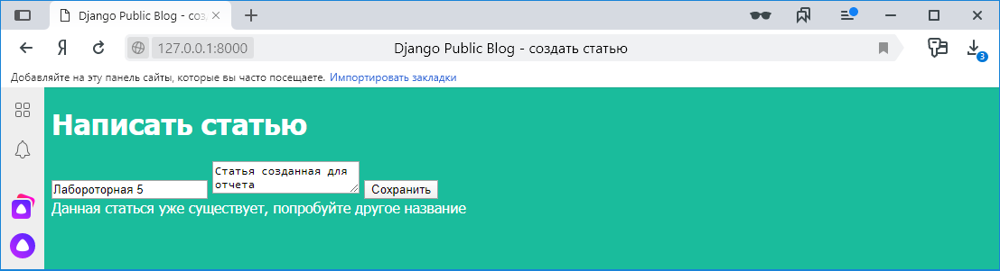 Django Public Blog - соз
Я
127.0.0.1:8000
Django Public Blog - создать статью
3
Добавляйте на эту панель сайты, которые вы часто посещаете. Импортировать закладки
Написать статью
Статья созданная для
отчета
Лабороторная 5
Сохранить
Данная статься уже существует, попробуйте другое название